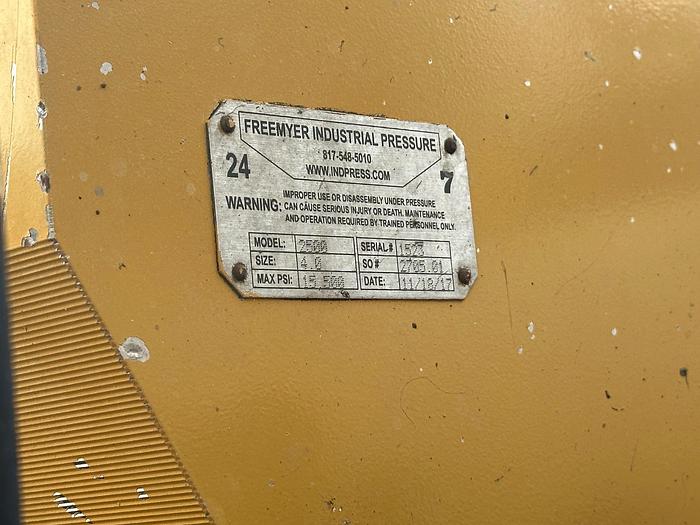 FREEMYER INDUSTRIAL PRESSURE
817-548-5010
WWW.INDPRESS.COM
24
7
WARNING: IMPROPER USE OR DISASSEMBLY UNDER PRESSURE
CAN CAUSE SERIOUS INJURY OR DEATH. MAINTENANCE
AND OPERATION REQUIRED BY TRAINED PERSONNEL ONLY.
MODEL: 2500 SERIAL# 1523
SIZE: 4.0 SO# 2705.01
MAX PSI: 15,500 DATE: 11/18/17